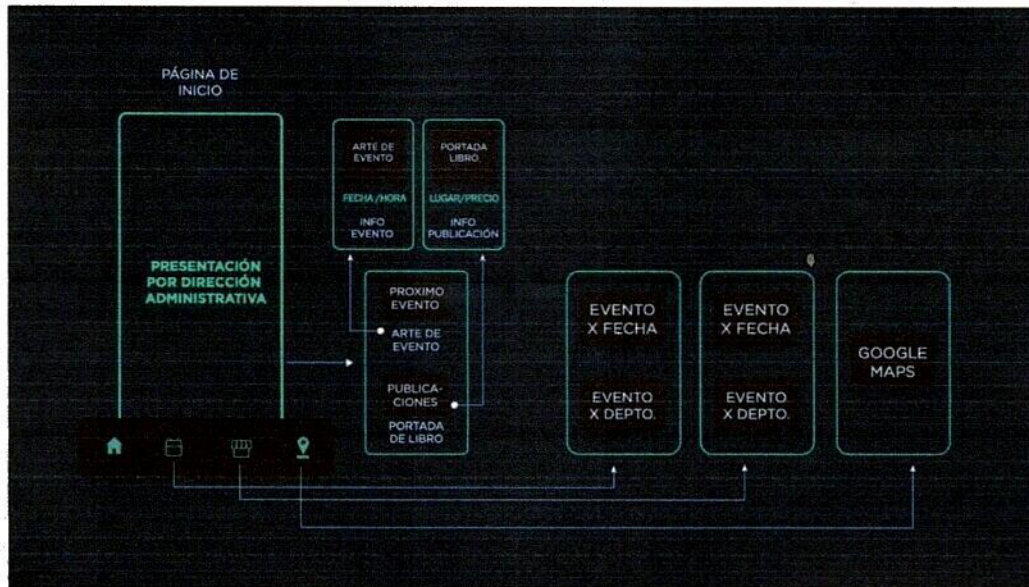 PÁGINA DE
INICIO
PRESENTACIÓN
POR DIRECCIÓN
ADMINISTRATIVA
ARTE DE
EVENTO
FECHA /HORA
INFO
EVENTO
PORTADA
LIBRO
LUGAR/PRECIO
INFO
PUBLICACIÓN
PROXIMO
EVENTO
ARTE DE
EVENTO
PUBLICA-
CIONES
PORTADA
DE LIBRO
EVENTO
X FECHA
EVENTO
X DEPTO.
EVENTO
X FECHA
EVENTO
X DEPTO.
GOOGLE
MAPS